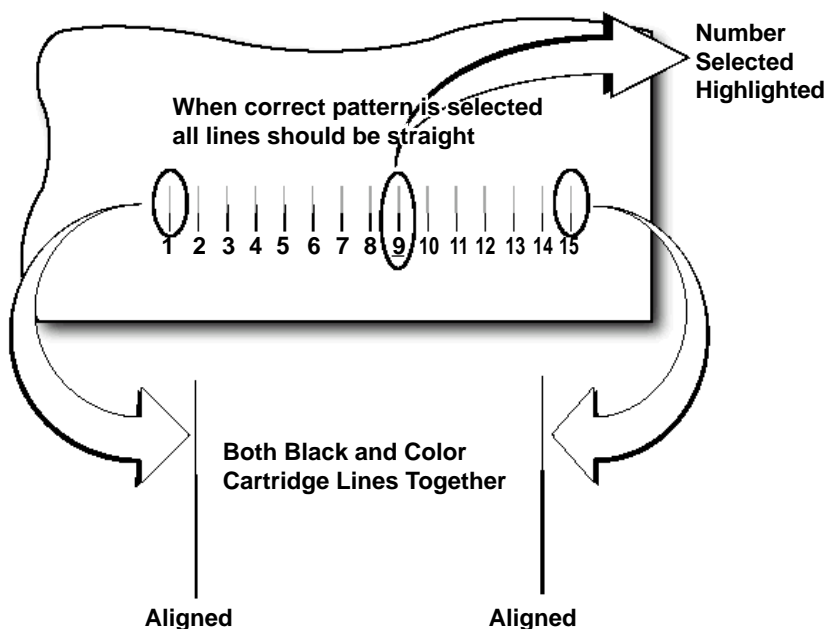 Number
Selected
Highlighted
When correct pattern is selected
all lines should be straight
1 2 3 4 5 6 7 8 9 10 11 12 13 14 15
Both Black and Color
Cartridge Lines Together
Aligned Aligned